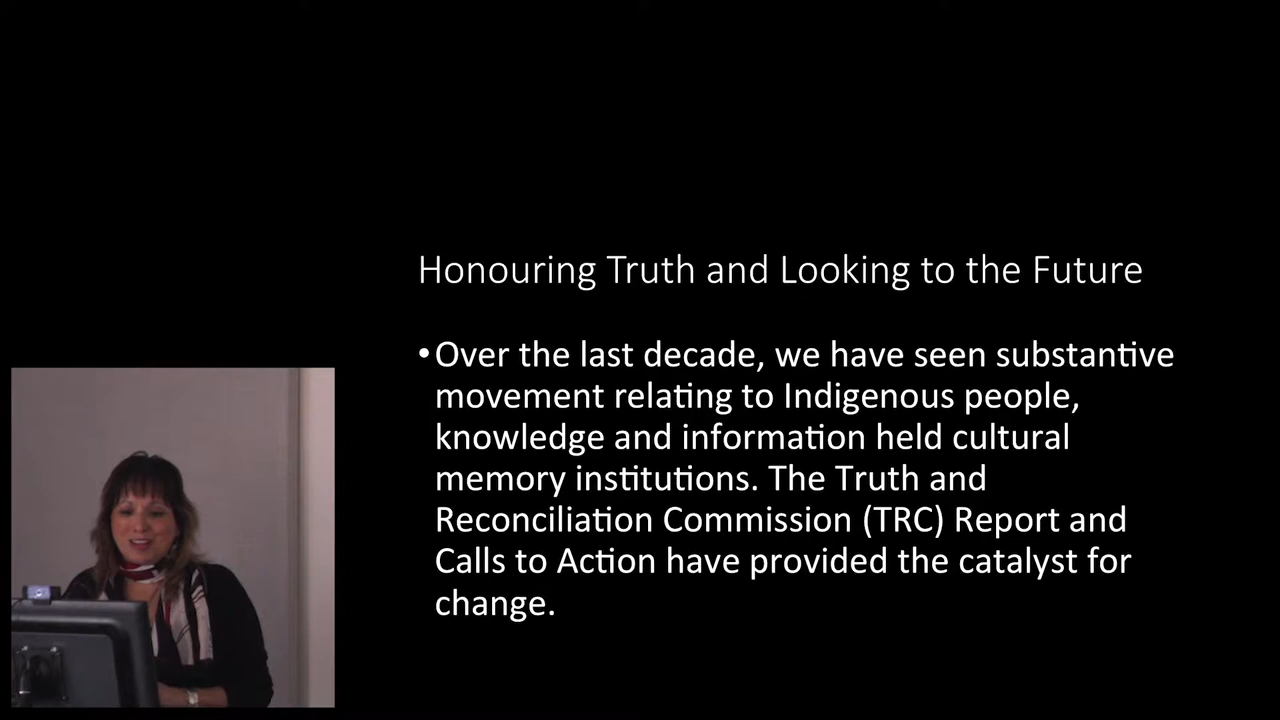 Honouring Truth and Looking to the Future
•Over the last decade, we have seen substantive
movement relating to Indigenous people,
knowledge and information held cultural
memory institutions. The Truth and
Reconciliation Commission (TRC) Report and
Calls to Action have provided the catalyst for
change.